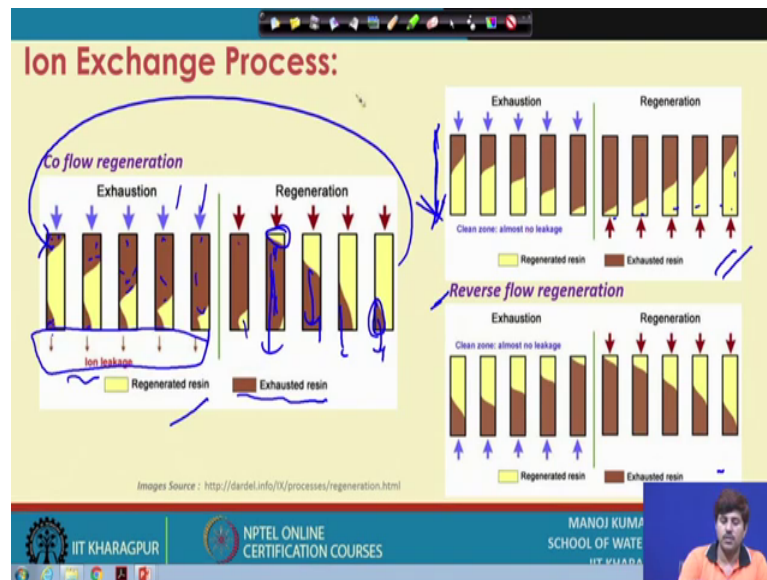 Ion Exchange Process:
Co flow regeneration
Exhaustion
Regeneration
Ion leakage
Regenerated resin
Exhausted resin
Exhaustion
Regeneration
Clean zone: almost no leakage
Regenerated resin
Exhausted resin
Reverse flow regeneration
Exhaustion
Regeneration
Clean zone: almost no leakage
Regenerated resin
Exhausted resin
Images Source : http://dardel.info/IX/processes/regeneration.html
IIT KHARAGPUR
NPTEL ONLINE
CERTIFICATION COURSES
MANOJ KUMA
SCHOOL OF WATE
IIT KHARA